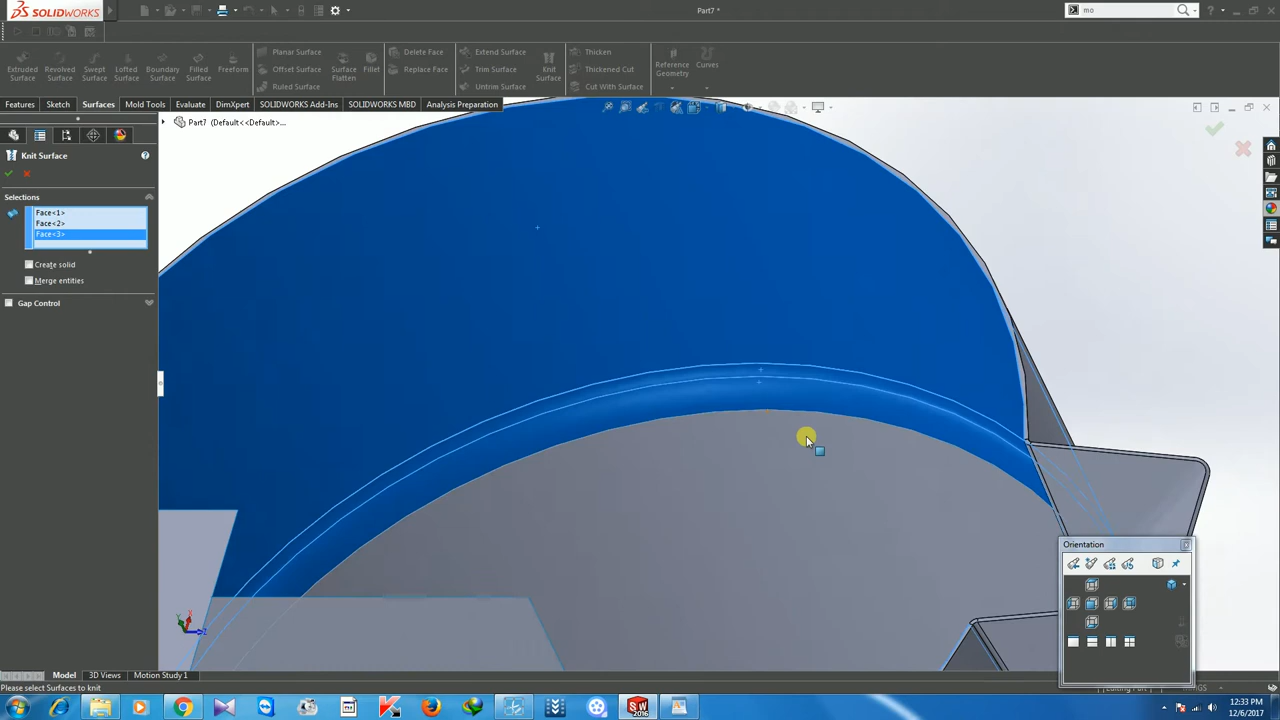 SOLIDWORKS
Part7 *
mo
Extruded Surface
Revolved Surface
Swept Surface
Lofted Surface
Boundary Surface
Filled Surface
Freeform
Planar Surface
Offset Surface
Ruled Surface
Surface Flatten
Fillet
Delete Face
Replace Face
Extend Surface
Trim Surface
Untrim Surface
Knit Surface
Thicken
Thickened Cut
Cut With Surface
Reference Geometry
Curves
Features
Sketch
Surfaces
Mold Tools
Evaluate
DimXpert
SOLIDWORKS Add-Ins
SOLIDWORKS MBD
Analysis Preparation
Part7 (Default<<Default>...
Knit Surface
Selections
Face<1>
Face<2>
Face<3>
Create solid
Merge entities
Gap Control
Orientation
Y X Z
Model
3D Views
Motion Study 1
Please select Surfaces to knit
SW
2016
12:33 PM
12/6/2017